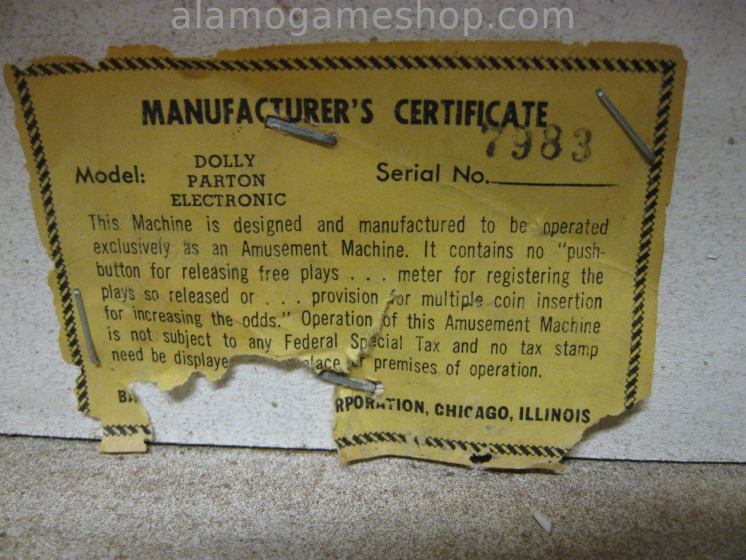 alamogameshop.com
MANUFACTURER'S CERTIFICATE
7983
Model: DOLLY PARTON ELECTRONIC
Serial No.
This Machine is designed and manufactured to be operated
exclusively as an Amusement Machine. It contains no "push-
button for releasing free plays . . . meter for registering the
plays so released or . . . provision for multiple coin insertion
for increasing the odds." Operation of this Amusement Machine
is not subject to any Federal Special Tax and no tax stamp
need be displaye place or premises of operation.
BA RPORATION, CHICAGO, ILLINOIS